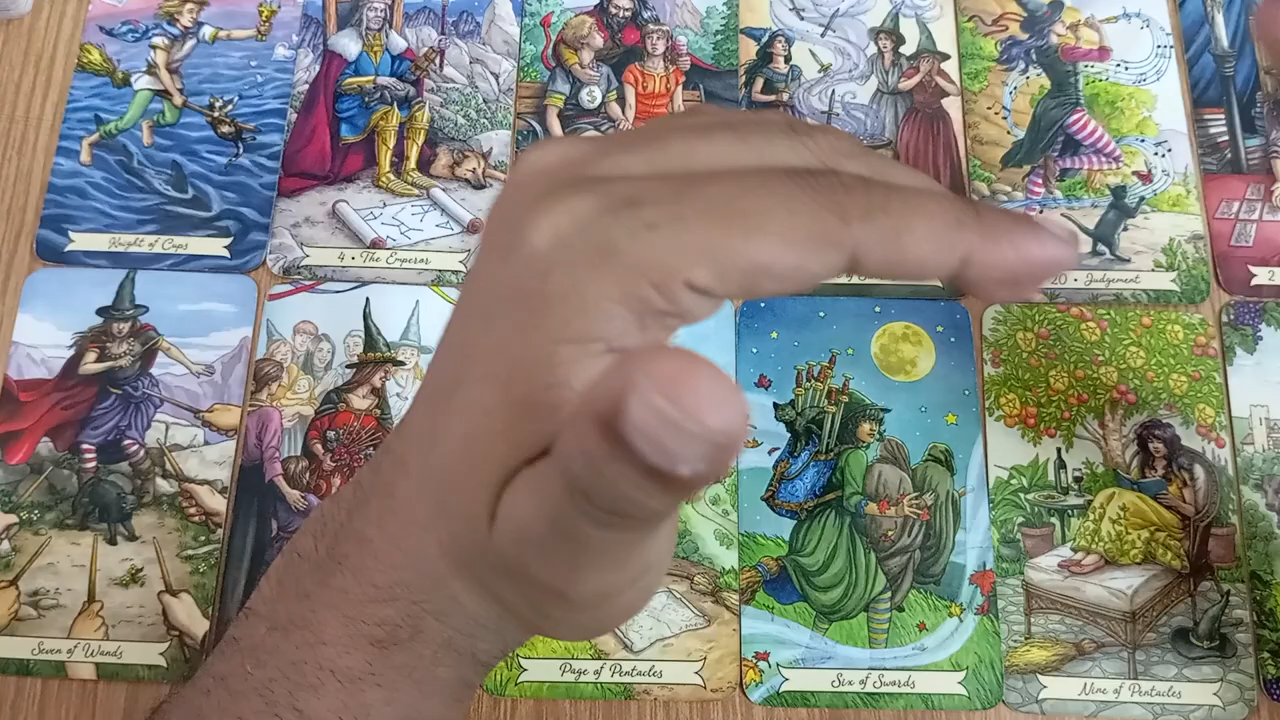 Knight of Cups
4 • The Emperor
20 • Judgement
2
Seven of Wands
Page of Pentacles
Six of Swords
Nine of Pentacles